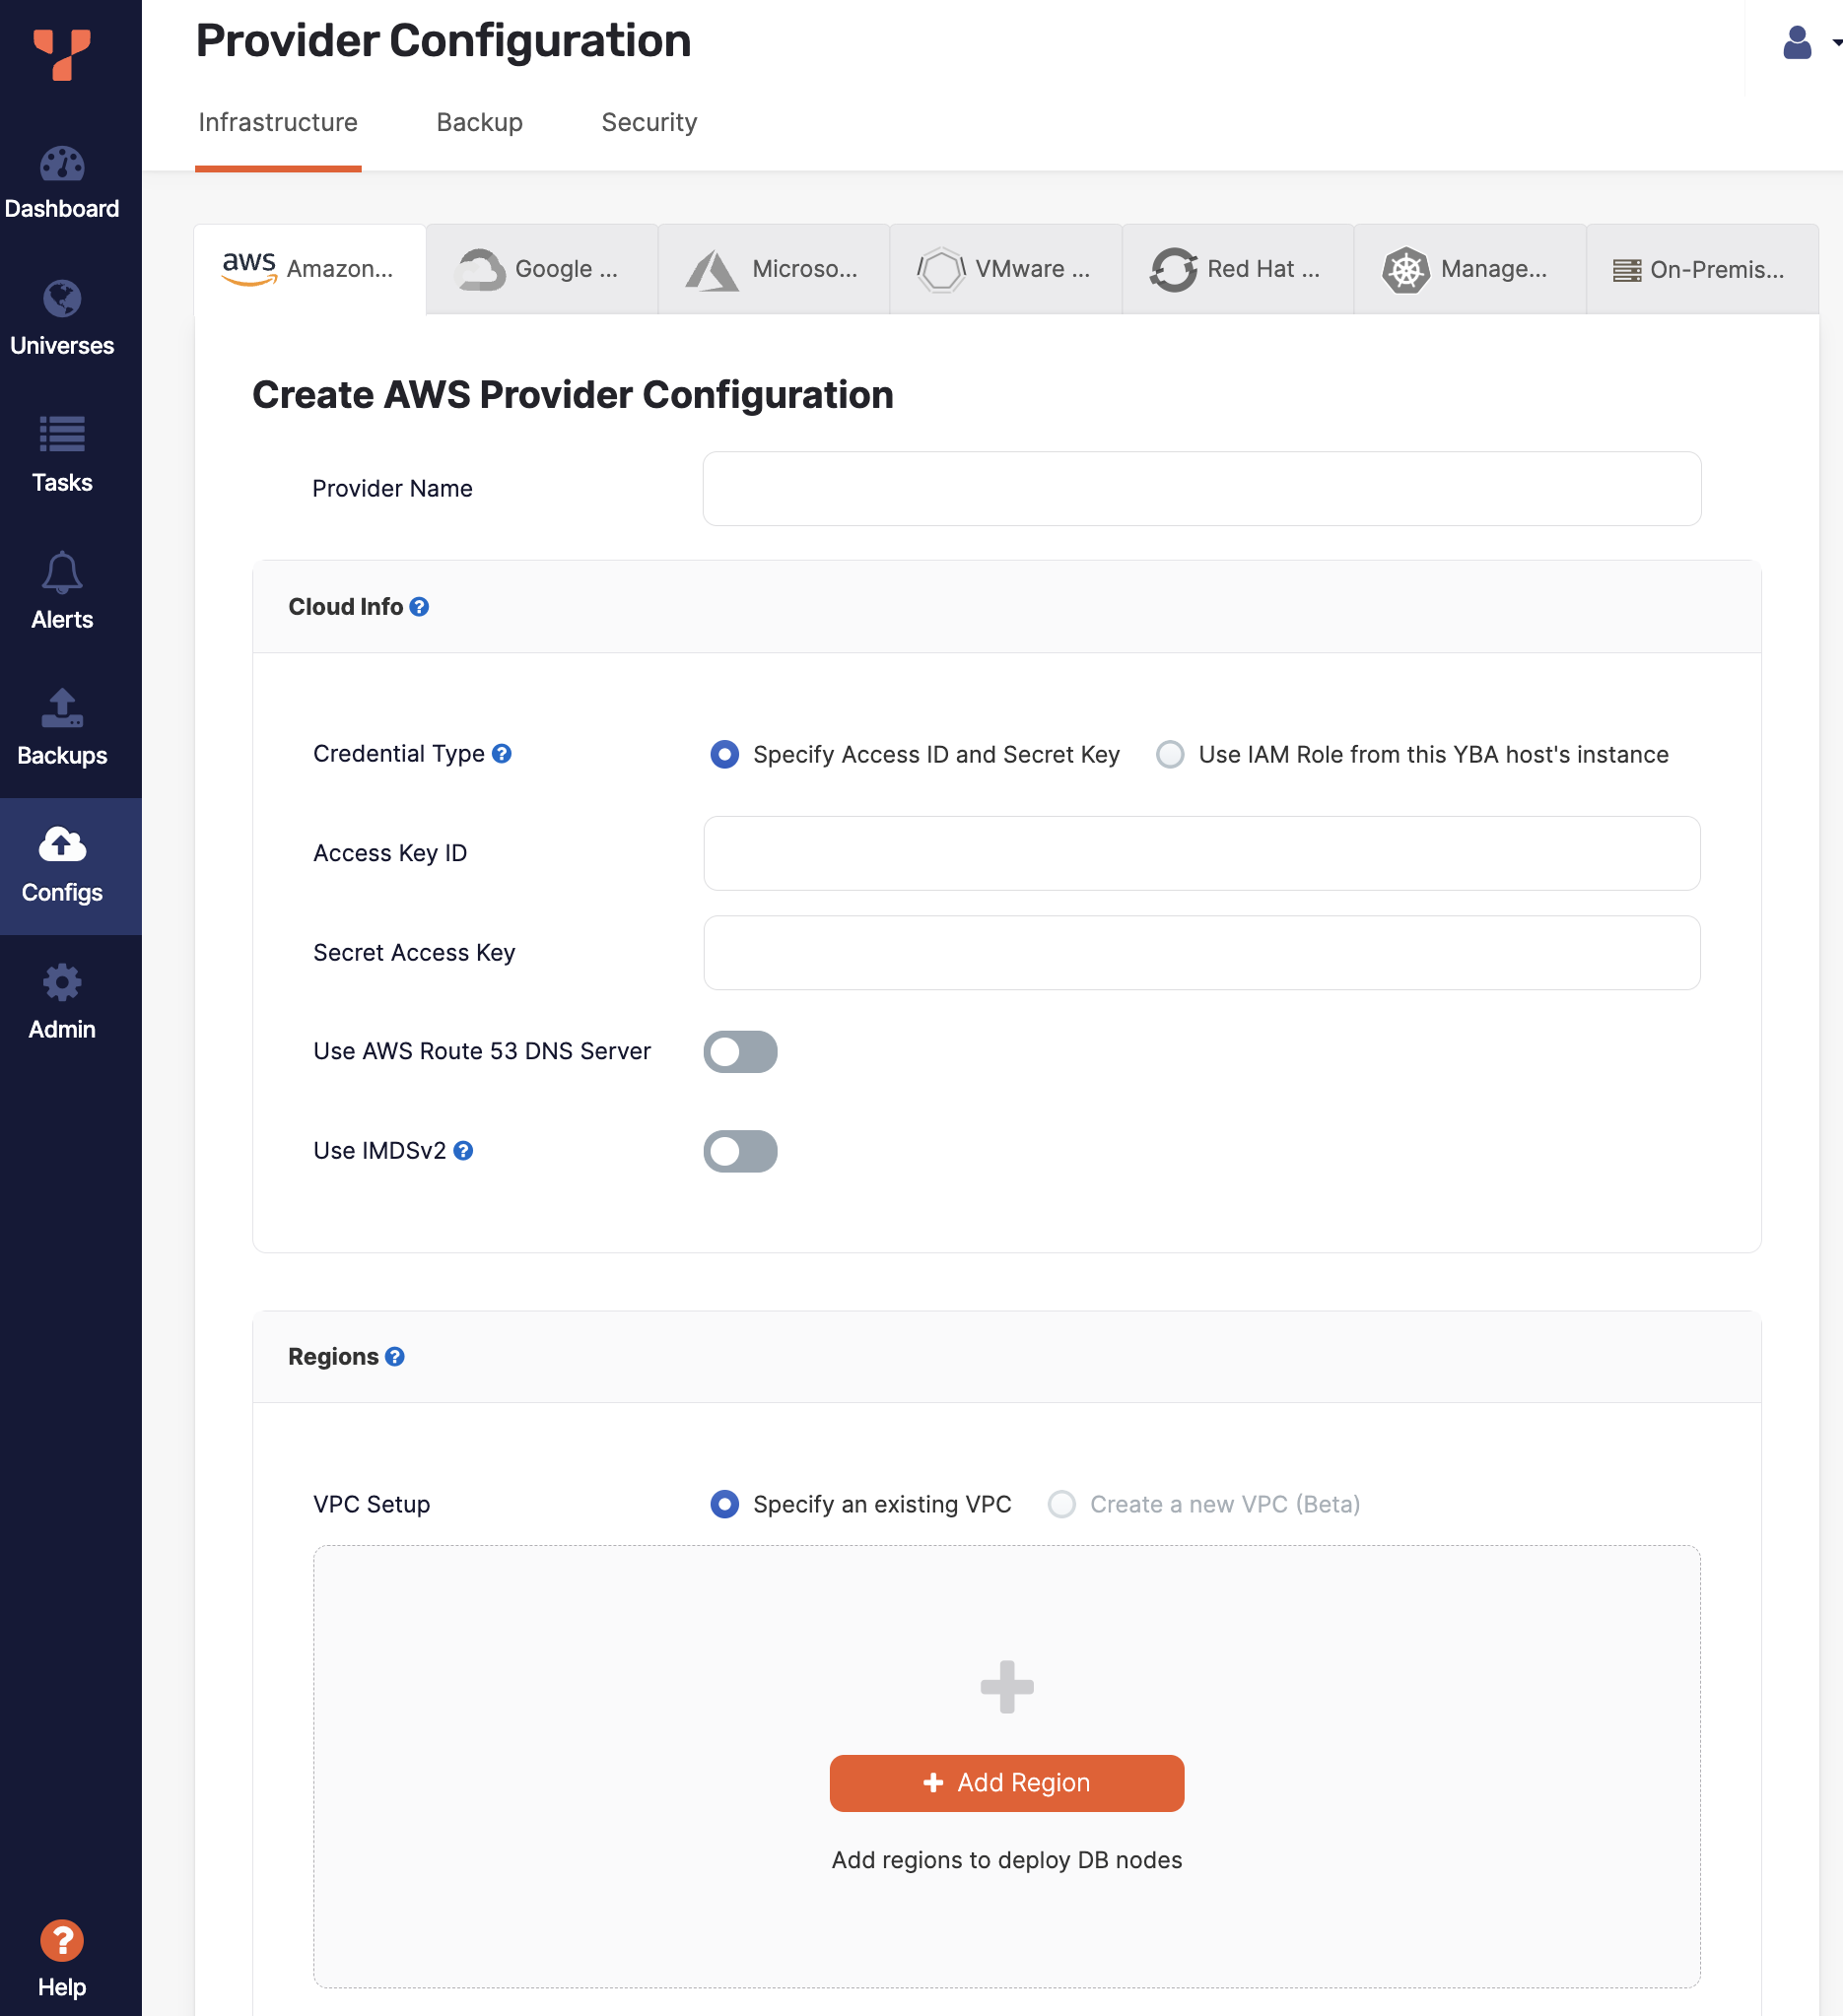 Provider Configuration
Infrastructure
Backup
Security
Dashboard
Universes
Tasks
Alerts
Backups
Configs
Admin
Help
aws Amazon...
Google ...
Microso...
VMware ...
Red Hat ...
Manage...
On-Premis...
Create AWS Provider Configuration
Provider Name
Cloud Info ?
Credential Type ?
Specify Access ID and Secret Key
Use IAM Role from this YBA host's instance
Access Key ID
Secret Access Key
Use AWS Route 53 DNS Server
Use IMDSv2 ?
Regions ?
VPC Setup
Specify an existing VPC
Create a new VPC (Beta)
+ Add Region
Add regions to deploy DB nodes